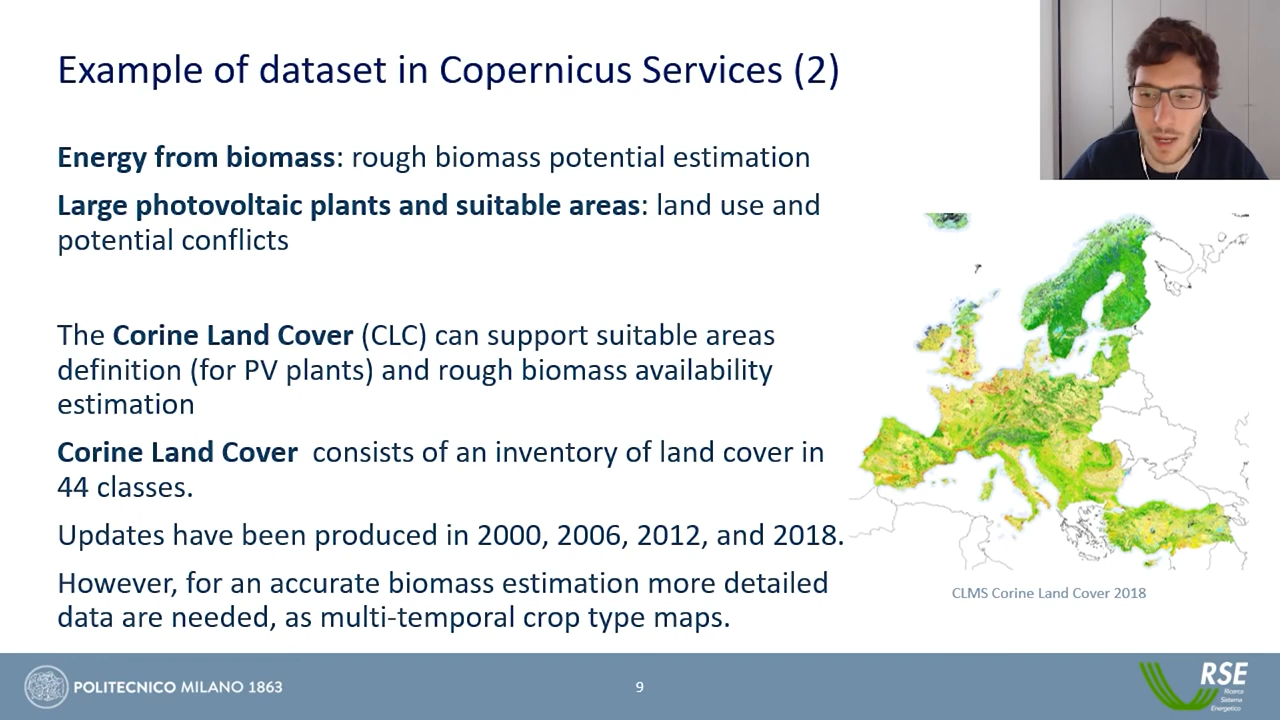 Example of dataset in Copernicus Services (2)
Energy from biomass: rough biomass potential estimation
Large photovoltaic plants and suitable areas: land use and
potential conflicts
The Corine Land Cover (CLC) can support suitable areas
definition (for PV plants) and rough biomass availability
estimation
Corine Land Cover  consists of an inventory of land cover in
44 classes.
Updates have been produced in 2000, 2006, 2012, and 2018.
However, for an accurate biomass estimation more detailed
data are needed, as multi-temporal crop type maps.
CLMS Corine Land Cover 2018
POLITECNICO MILANO 1863
9
RSE
Ricerca
Sistema
Energetico